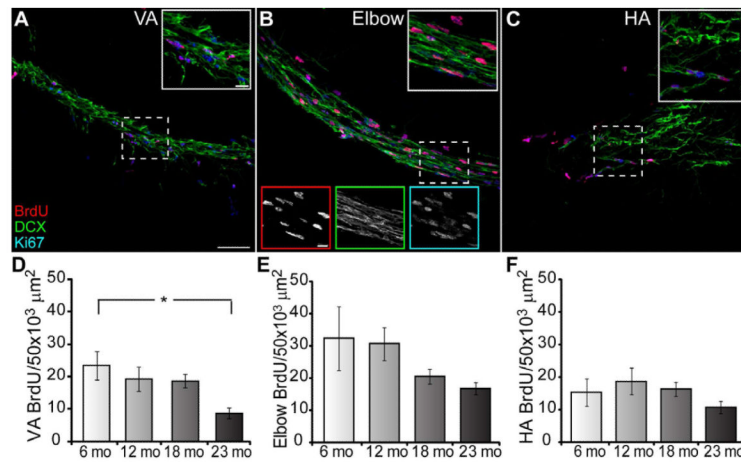 A VA
B Elbow
C HA
BrdU
DCX
Ki67
D
VA BrdU/50x10³ µm²
50
40
30
20
10
0
*
6 mo 12 mo 18 mo 23 mo
E
Elbow BrdU/50x10³ µm²
50
40
30
20
10
0
6 mo 12 mo 18 mo 23 mo
F
HA BrdU/50x10³ µm²
50
40
30
20
10
0
6 mo 12 mo 18 mo 23 mo